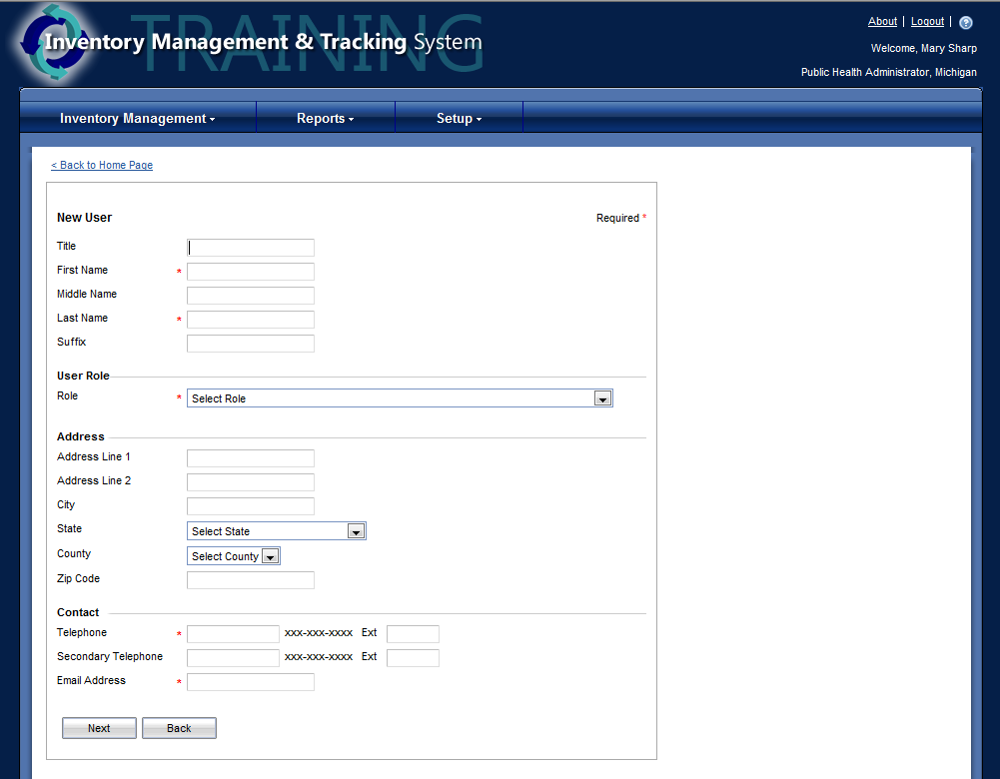 TRAINING
Inventory Management & Tracking System
About | Logout | ?
Welcome, Mary Sharp
Public Health Administrator, Michigan
Inventory Management Reports Setup
< Back to Home Page
New User Required *
Title
First Name *
Middle Name
Last Name *
Suffix
User Role
Role * Select Role
Address
Address Line 1
Address Line 2
City
State Select State
County Select County
Zip Code
Contact
Telephone * xxx-xxx-xxxx Ext
Secondary Telephone xxx-xxx-xxxx Ext
Email Address *
Next Back